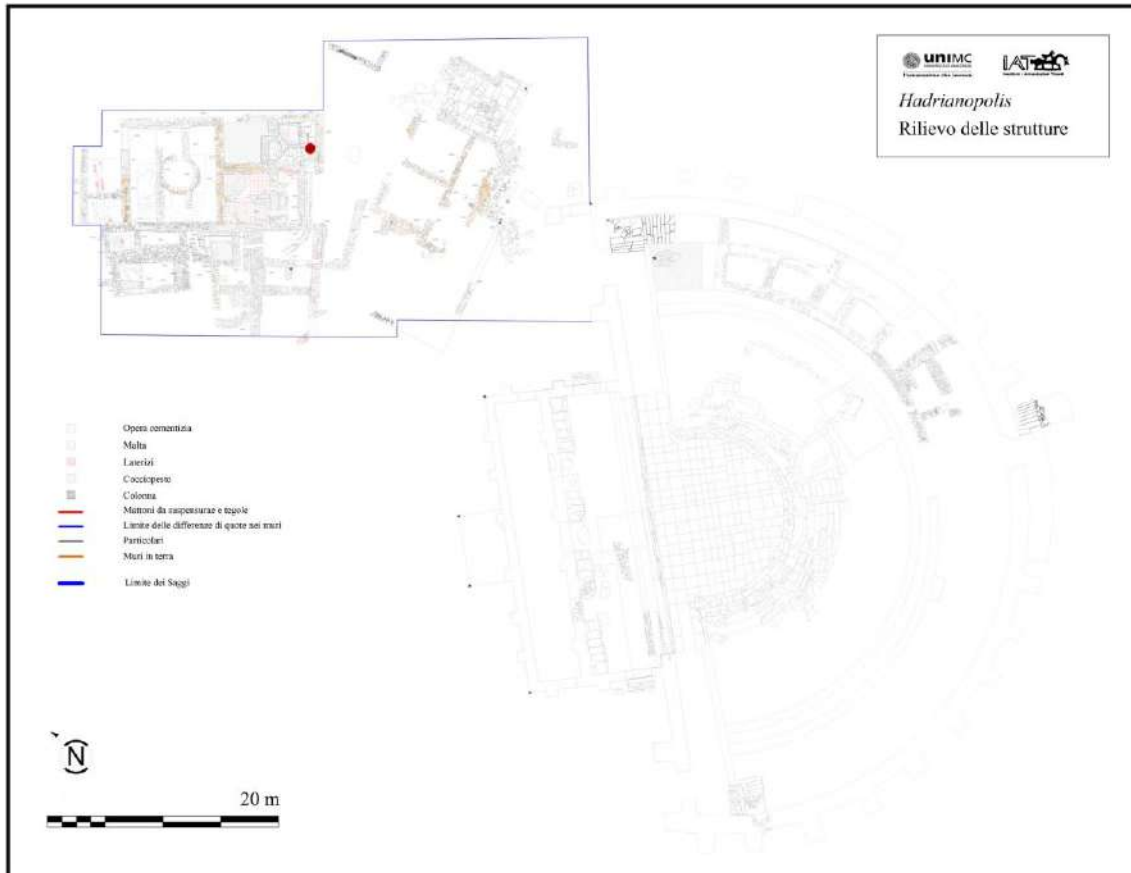 uniMC
IAT
Hadrianopolis
Rilievo delle strutture
Opera cementizia
Malta
Laterizi
Cocciopesto
Colonna
Mattoni da suspensurae e tegole
Limite delle differenze di quote nei muri
Particolari
Muri in terra
Limite dei Saggi
N
20 m